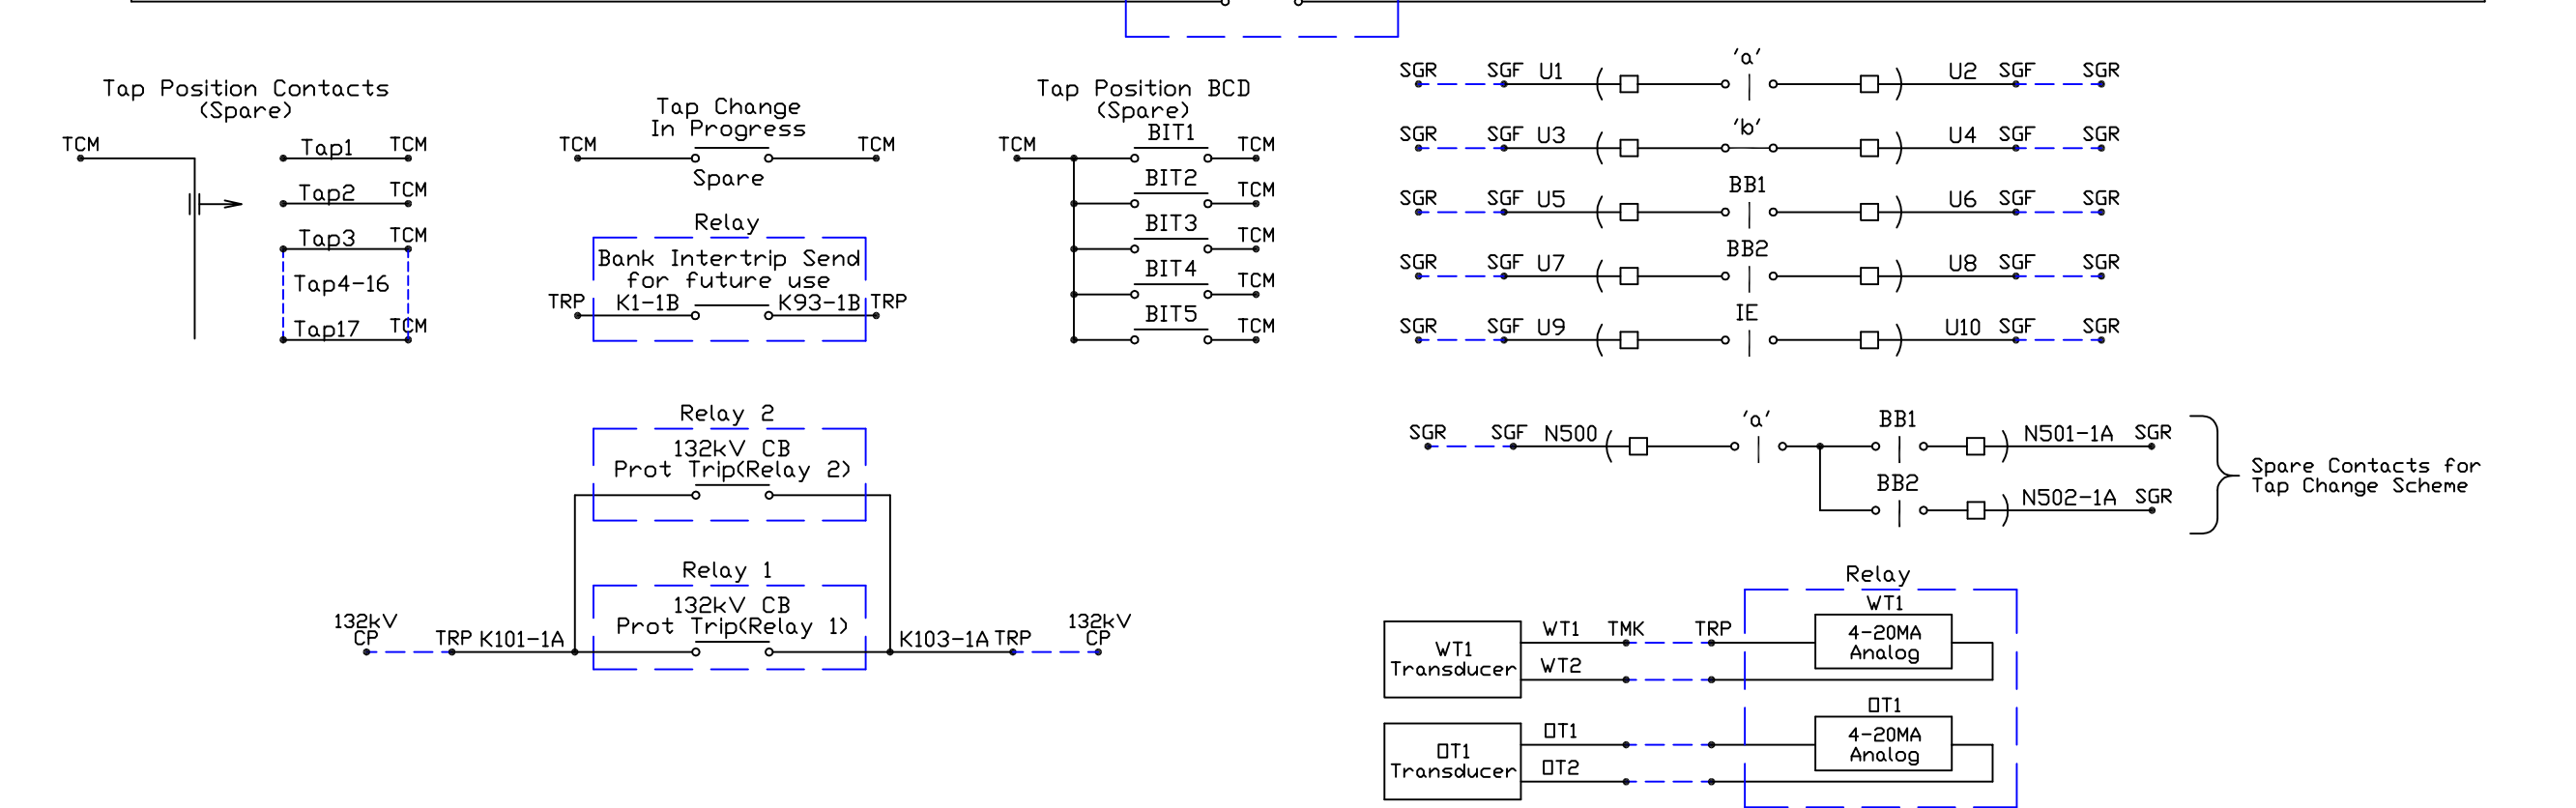 Tap Position Contacts
(Spare)
TCM
Tap1 TCM
Tap2 TCM
Tap3 TCM
Tap4-16
Tap17 TCM
Tap Change
In Progress
TCM TCM
Spare
Relay
Bank Intertrip Send
for future use
TRP K1-1B K93-1B TRP
Tap Position BCD
(Spare)
TCM BIT1 TCM
BIT2 TCM
BIT3 TCM
BIT4 TCM
BIT5 TCM
'a'
SGR SGF U1 U2 SGF SGR
'b'
SGR SGF U3 U4 SGF SGR
BB1
SGR SGF U5 U6 SGF SGR
BB2
SGR SGF U7 U8 SGF SGR
IE
SGR SGF U9 U10 SGF SGR
Relay 2
132kV CB
Prot Trip(Relay 2)
Relay 1
132kV CB
Prot Trip(Relay 1)
132kV
CP
TRP K101-1A K103-1A TRP
132kV
CP
'a' BB1
SGR SGF N500 N501-1A SGR
BB2
N502-1A SGR
Spare Contacts for
Tap Change Scheme
Relay
WT1
4-20MA
Analog
WT1
Transducer
WT1 TMK TRP
WT2
OT1
4-20MA
Analog
OT1
Transducer
OT1
OT2